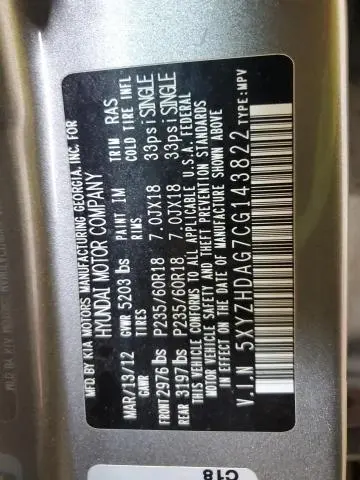 MFD.BY KIA MOTORS MANUFACTURING GEORGIA, INC. FOR
HYUNDAI MOTOR COMPANY
MAR/13/12 GVWR 5203 lbs PAINT IM TRIM RAS
GAWR TIRES RIMS COLD TIRE INFL
FRONT 2976 lbs P235/60R18 7.0JX18 33psi SINGLE
REAR 3197 lbs P235/60R18 7.0JX18 33psi SINGLE
THIS VEHICLE CONFORMS TO ALL APPLICABLE U.S.A. FEDERAL
MOTOR VEHICLE SAFETY AND THEFT PREVENTION STANDARDS
IN EFFECT ON THE DATE OF MANUFACTURE SHOWN ABOVE
V.I.N 5XYZHDAG7CG143822 TYPE:MPV
C18